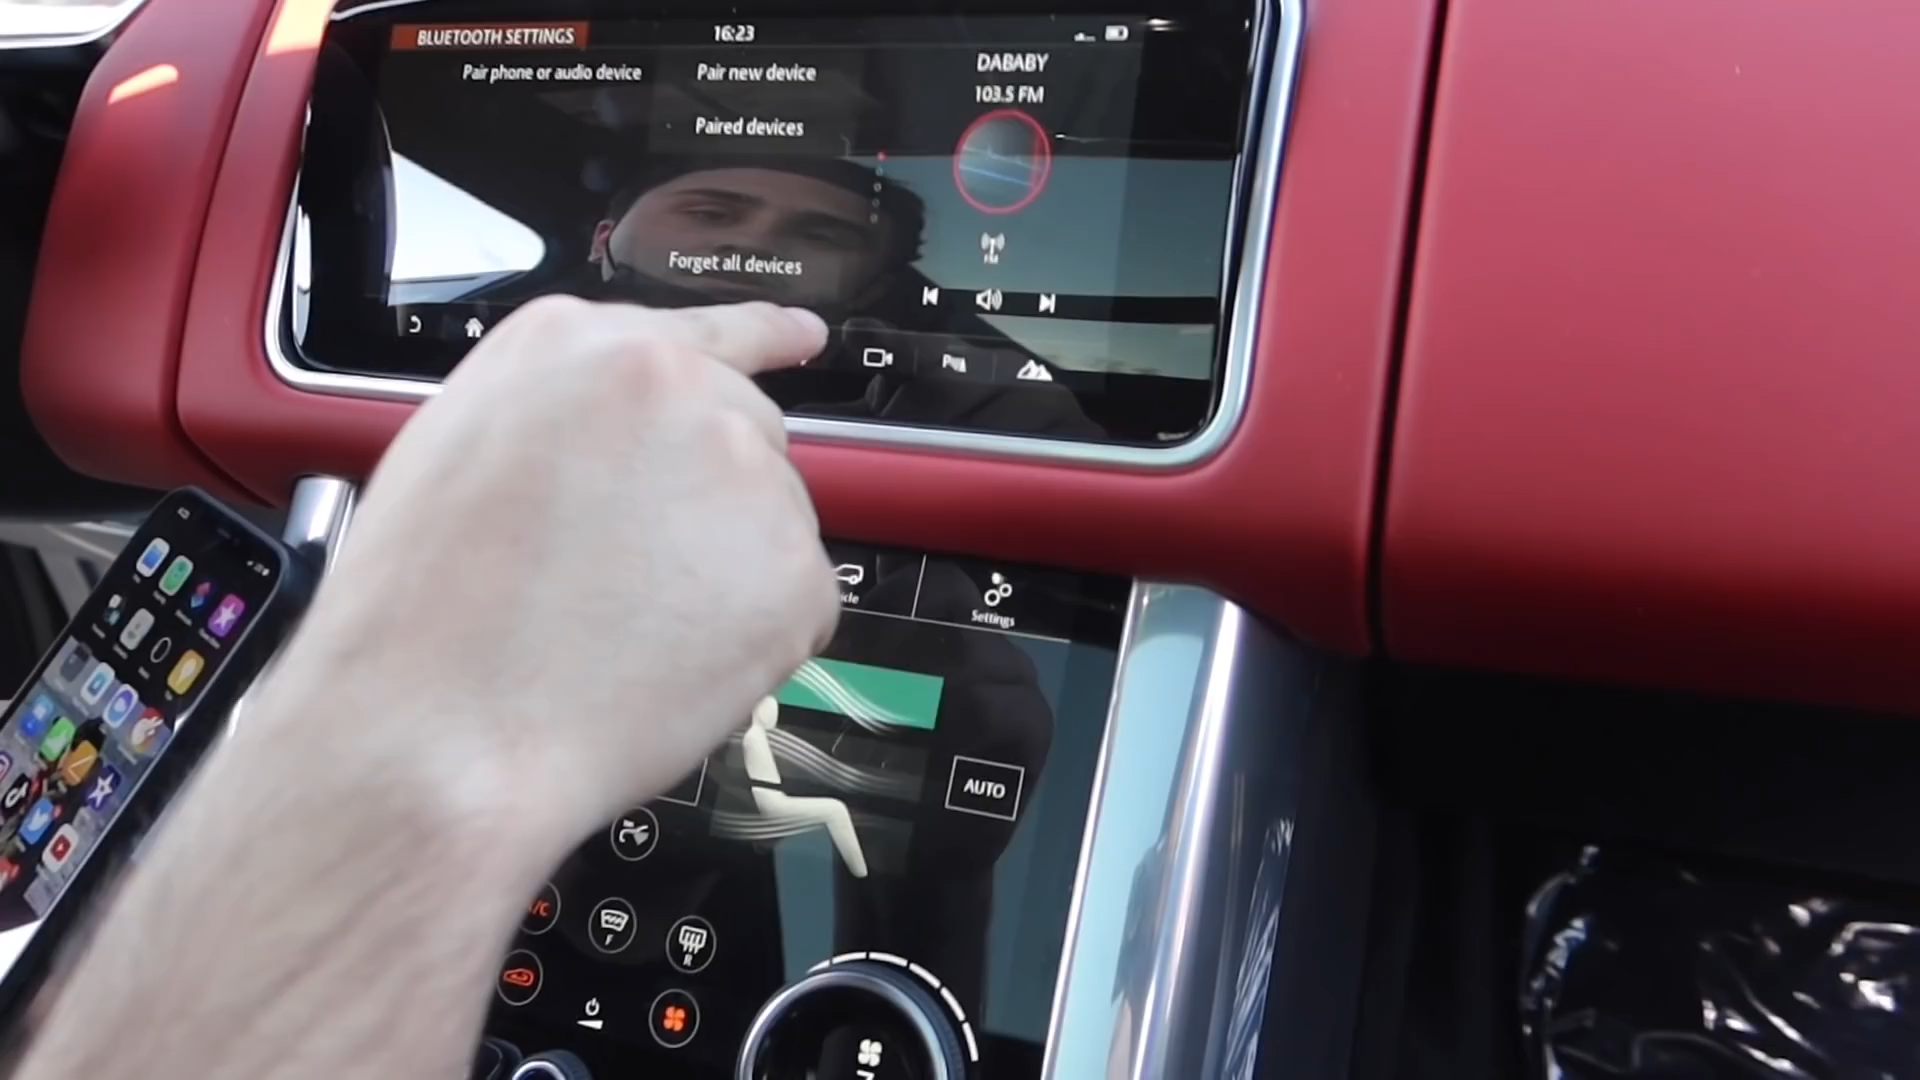 BLUETOOTH SETTINGS
16:23
Pair phone or audio device
Pair new device
DABABY
103.5 FM
Paired devices
FM
Forget all devices
Settings
AUTO
A/C
F
R